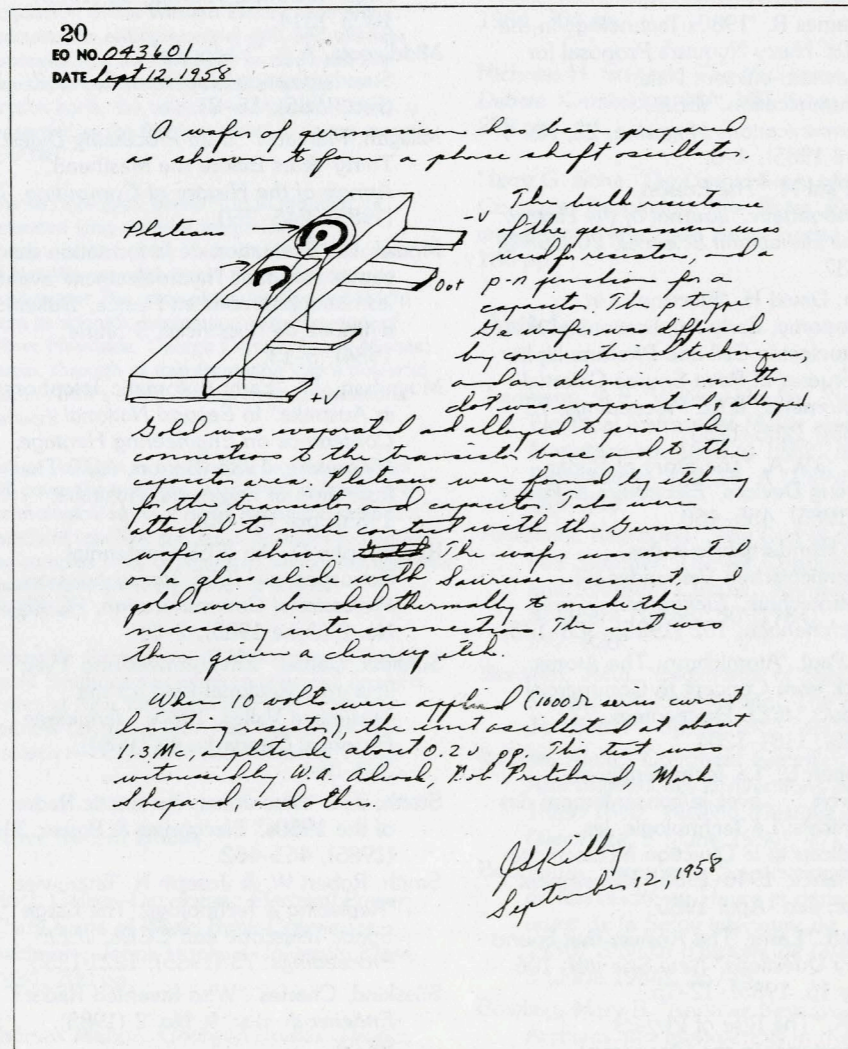 20
EO NO. 043601
DATE Sept 12, 1958
A wafer of germanium has been prepared
as shown to form a phase shift oscillator.
Plateau
-V
Out
+V
The bulk resistance
of the germanium was
used for resistor, and a
p-n junction for a
capacitor. The p type
Ge wafer was diffused
by
and an aluminum
dot was evaporated & alloyed.
Gold was evaporated and alloyed to provide
connections to the transistor base and to the
capacitor area. Plateaus were formed by etching
for the transistor and capacitor. Tabs were
attached to make contact with the Germanium
wafer as shown. The wafer was mounted
on a glass slide with Sauereisen cement, and
gold wires bonded thermally to make the
necessary interconnections. The unit was
then given a cleanup etch.
When 10 volts were applied (1000 Ω series current
limiting resistor), the unit oscillated at about
1.3 Mc, amplitude about 0.2 v pp. This test was
witnessed by W.A. Adcock, Bob Pritchard, Mark
Shepard and others.
JS Kilby
September 12, 1958